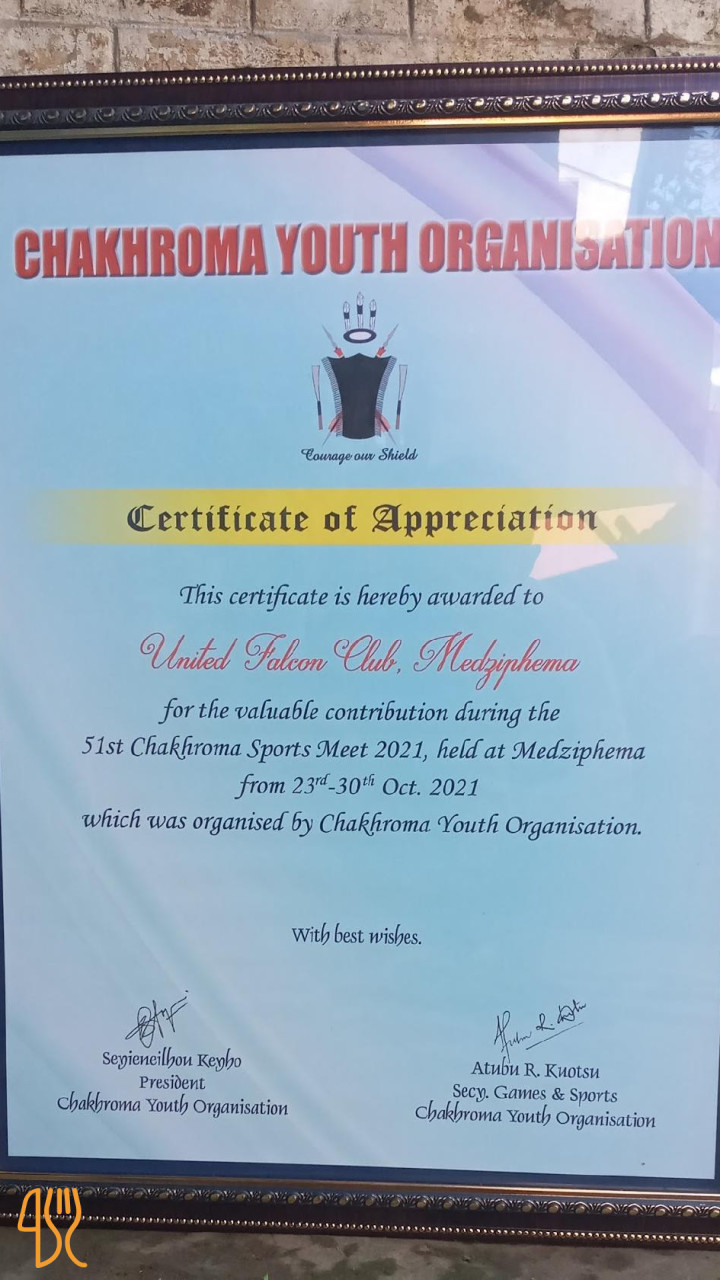 CHAKHROMA YOUTH ORGANISATION
Courage our Shield
Certificate of Appreciation
This certificate is hereby awarded to
United Falcon Club, Medziphema
for the valuable contribution during the
51st Chakhroma Sports Meet 2021, held at Medziphema
from 23rd-30th Oct. 2021
which was organised by Chakhroma Youth Organisation.
With best wishes.
Seyieneilhou Keyho
President
Chakhroma Youth Organisation
Atubu R. Kuotsu
Secy. Games & Sports
Chakhroma Youth Organisation